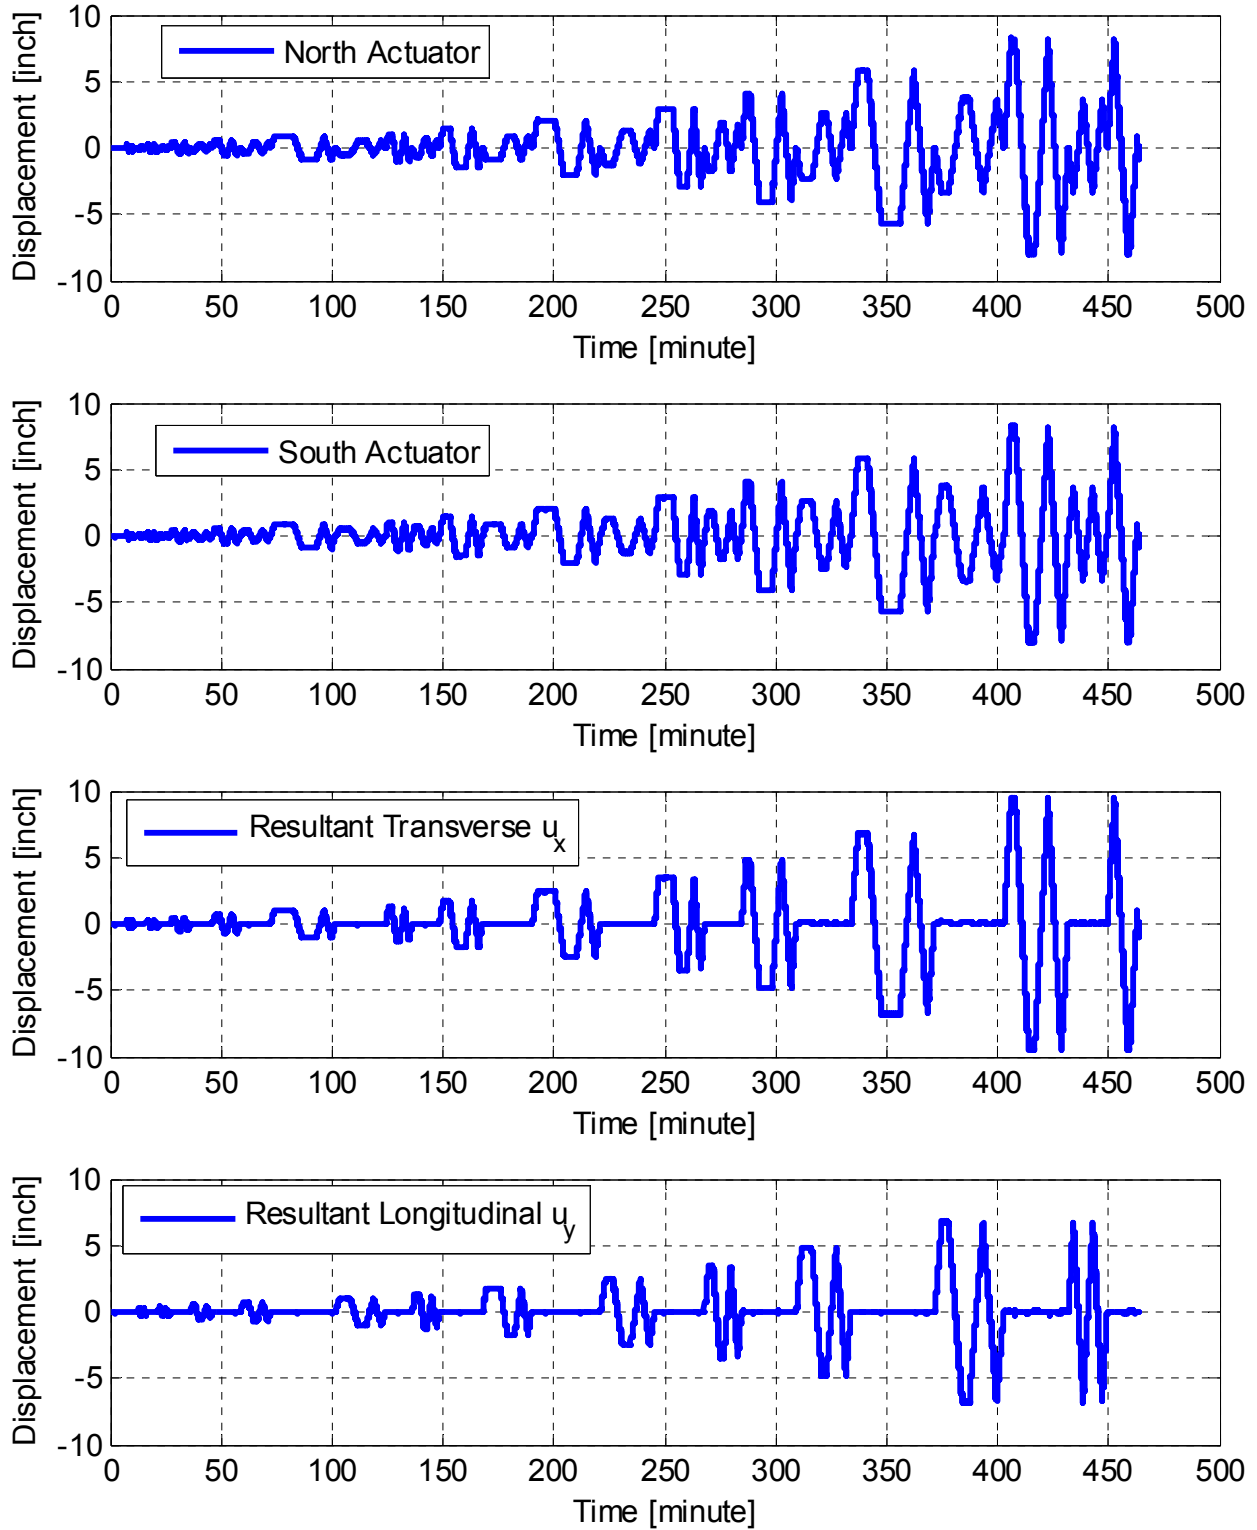 10
5
0
-5
-10
Displacement [inch]
North Actuator
0 50 100 150 200 250 300 350 400 450 500
Time [minute]
10
5
0
-5
-10
Displacement [inch]
South Actuator
0 50 100 150 200 250 300 350 400 450 500
Time [minute]
10
5
0
-5
-10
Displacement [inch]
Resultant Transverse u_x
0 50 100 150 200 250 300 350 400 450 500
Time [minute]
10
5
0
-5
-10
Displacement [inch]
Resultant Longitudinal u_y
0 50 100 150 200 250 300 350 400 450 500
Time [minute]